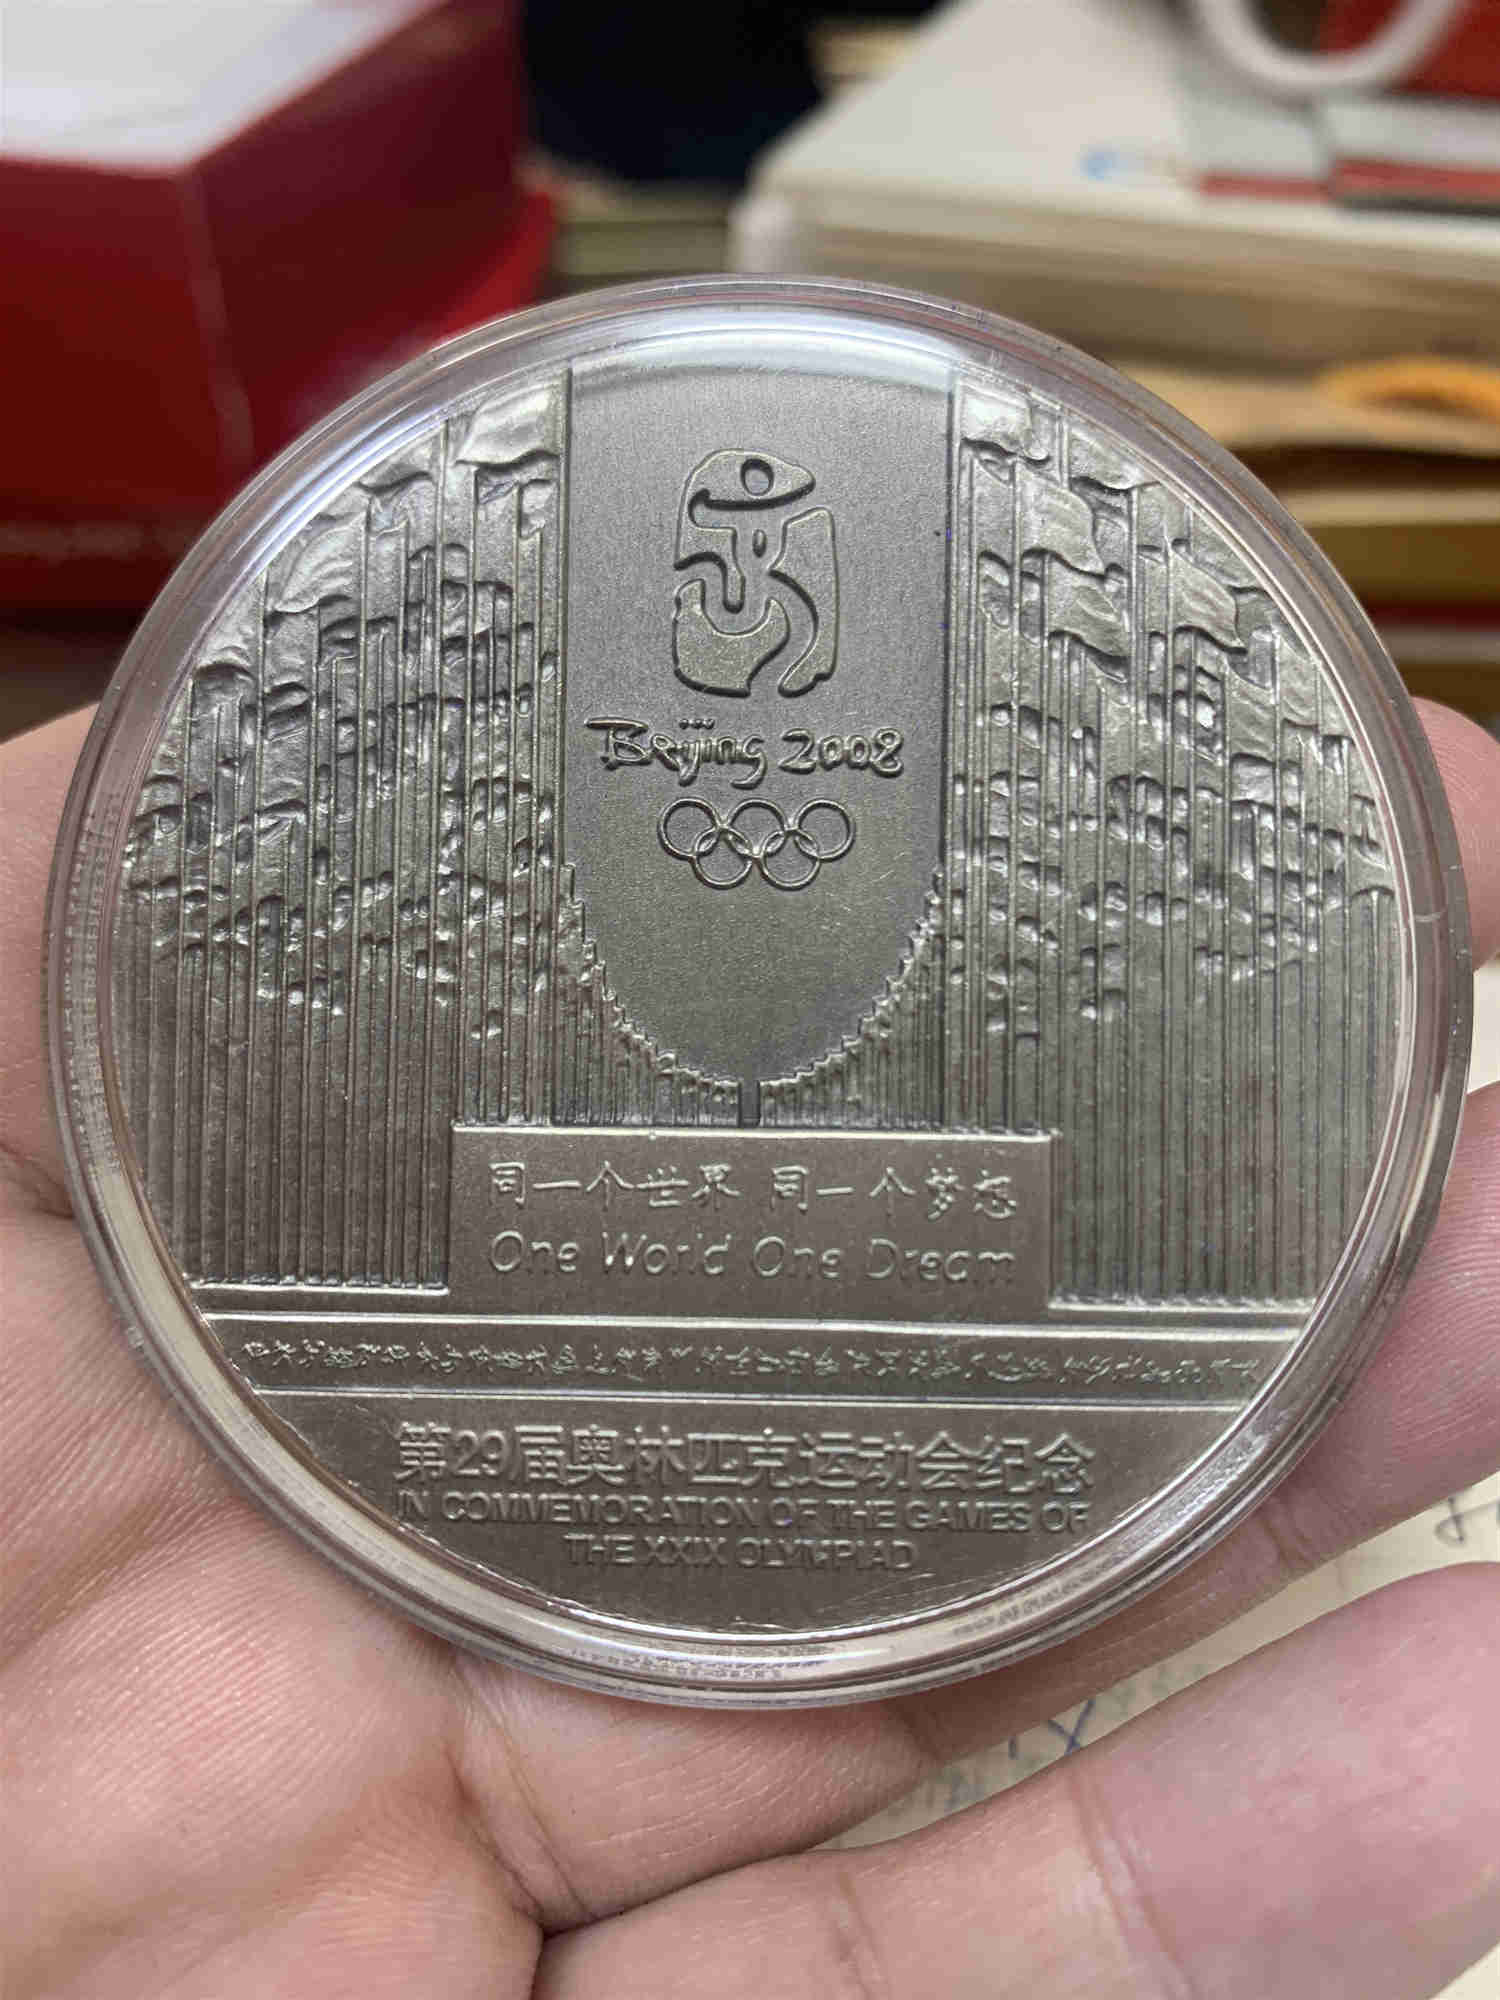 Beijing 2008
同一个世界 同一个梦想
One World One Dream
第29届奥林匹克运动会纪念
IN COMMEMORATION OF THE GAMES OF
THE XXIX OLYMPIAD